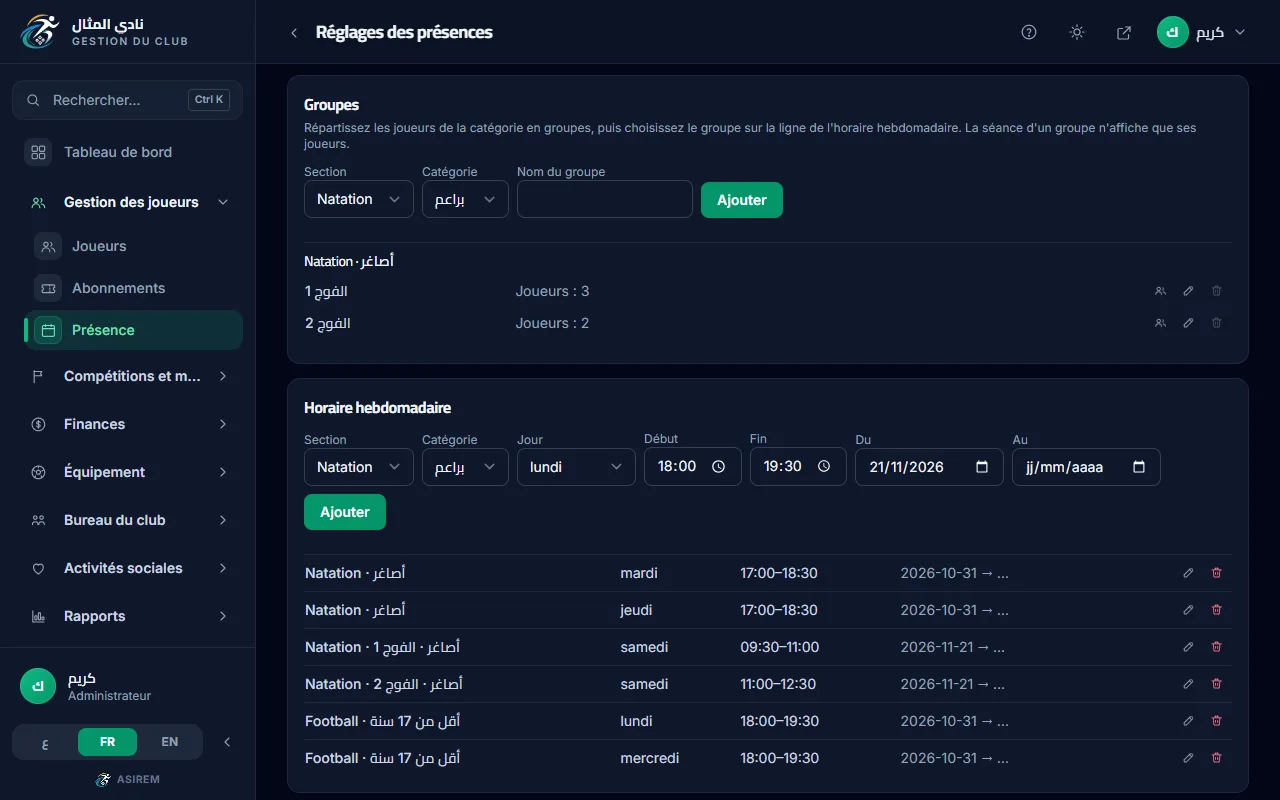 نادي المثال
GESTION DU CLUB
Rechercher...
Ctrl K
Tableau de bord
Gestion des joueurs
Joueurs
Abonnements
Présence
Compétitions et m...
Finances
Équipement
Bureau du club
Activités sociales
Rapports
ك
كريم
Administrateur
ع
FR
EN
ASIREM
Réglages des présences
ك
كريم
Groupes
Répartissez les joueurs de la catégorie en groupes, puis choisissez le groupe sur la ligne de l'horaire hebdomadaire. La séance d'un groupe n'affiche que ses
joueurs.
Section
Catégorie
Nom du groupe
Natation
براعم
Ajouter
Natation · أصاغر
الفوج 1
Joueurs : 3
الفوج 2
Joueurs : 2
Horaire hebdomadaire
Section
Catégorie
Jour
Début
Fin
Du
Au
Natation
براعم
lundi
18:00
19:30
21/11/2026
jj/mm/aaaa
Ajouter
Natation · أصاغر mardi 17:00–18:30 2026-10-31 → ...
Natation · أصاغر jeudi 17:00–18:30 2026-10-31 → ...
Natation · أصاغر · الفوج 1 samedi 09:30–11:00 2026-11-21 → ...
Natation · أصاغر · الفوج 2 samedi 11:00–12:30 2026-11-21 → ...
Football · أقل من 17 سنة lundi 18:00–19:30 2026-10-31 → ...
Football · أقل من 17 سنة mercredi 18:00–19:30 2026-10-31 → ...